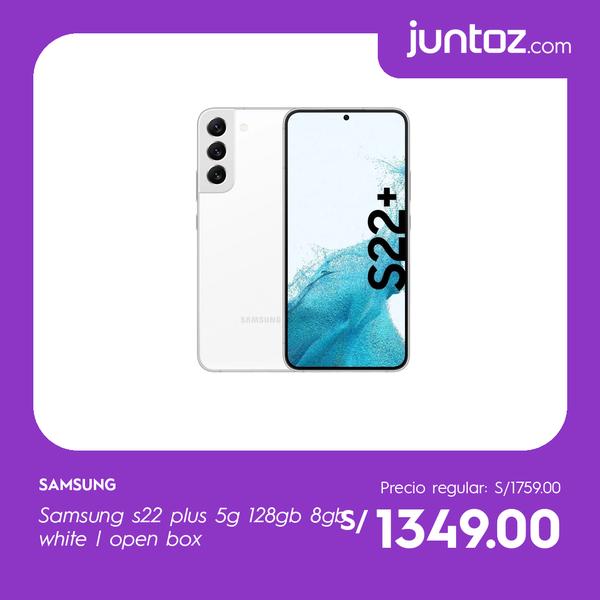 juntoz.com
S22+
SAMSUNG
SAMSUNG
Precio regular: S/1759.00
Samsung s22 plus 5g 128gb 8gb
white | open box
S/ 1349.00